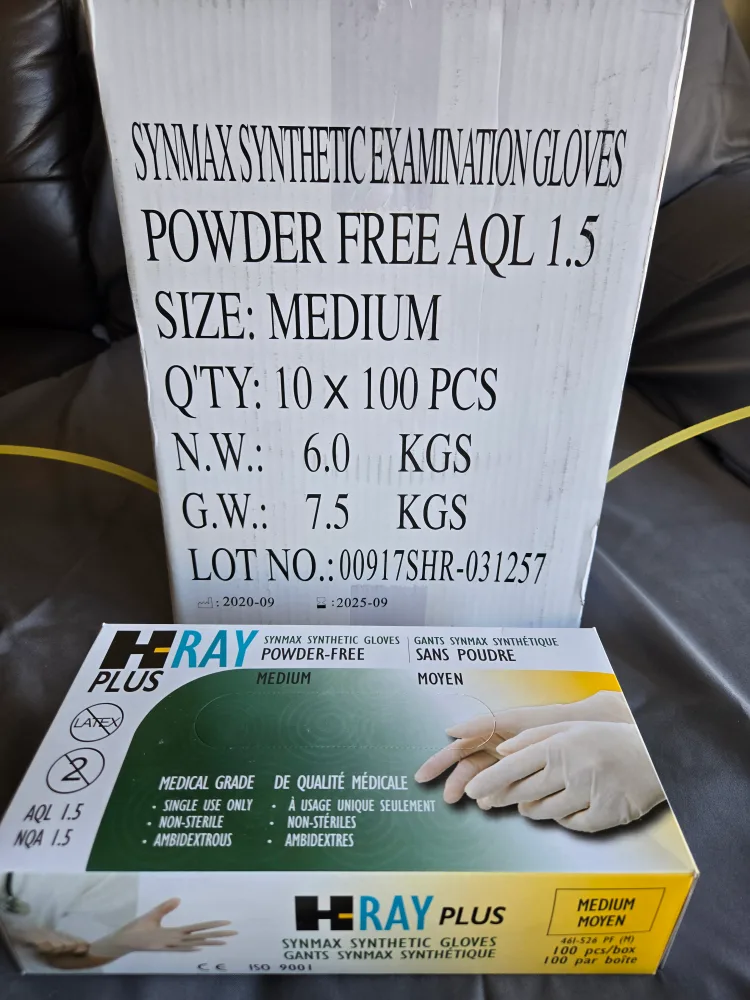 SYNMAX SYNTHETIC EXAMINATION GLOVES
POWDER FREE AQL 1.5
SIZE: MEDIUM
Q'TY: 10 x 100 PCS
N.W.: 6.0 KGS
G.W.: 7.5 KGS
LOT NO.: 00917SHR-031257
: 2020-09 : 2025-09
H-RAY PLUS
SYNMAX SYNTHETIC GLOVES
POWDER-FREE
MEDIUM
GANTS SYNMAX SYNTHÉTIQUE
SANS POUDRE
MOYEN
LATEX
2
AQL 1.5
NQA 1.5
MEDICAL GRADE
• SINGLE USE ONLY
• NON-STERILE
• AMBIDEXTROUS
DE QUALITÉ MÉDICALE
• À USAGE UNIQUE SEULEMENT
• NON-STÉRILES
• AMBIDEXTRES
H-RAY PLUS
SYNMAX SYNTHETIC GLOVES
GANTS SYNMAX SYNTHÉTIQUE
CE ISO 9001
MEDIUM
MOYEN
461-526 PF (M)
100 pcs/box
100 par boîte